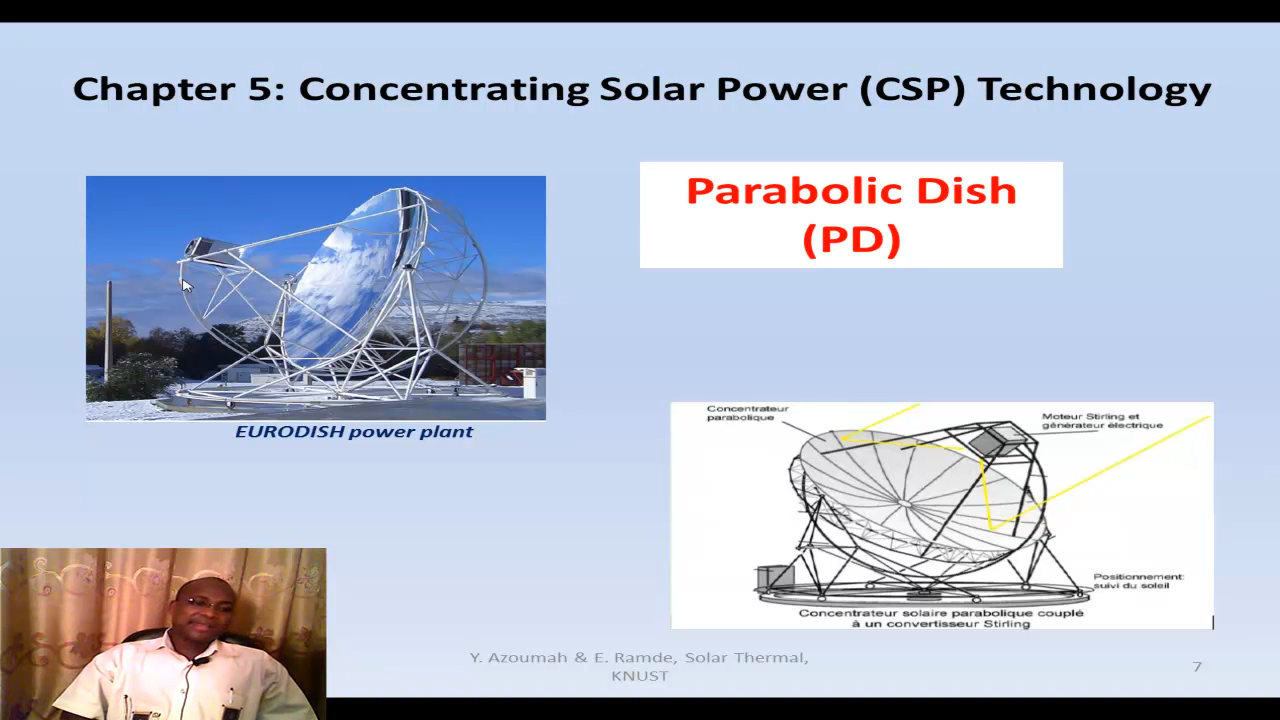 Chapter 5: Concentrating Solar Power (CSP) Technology
Parabolic Dish
(PD)
EURODISH power plant
Concentrateur
parabolique
Moteur Stirling et
générateur électrique
Positionnement:
suivi du soleil
Concentrateur solaire parabolique couplé
à un convertisseur Stirling
Y. Azoumah & E. Ramde, Solar Thermal,
KNUST
7